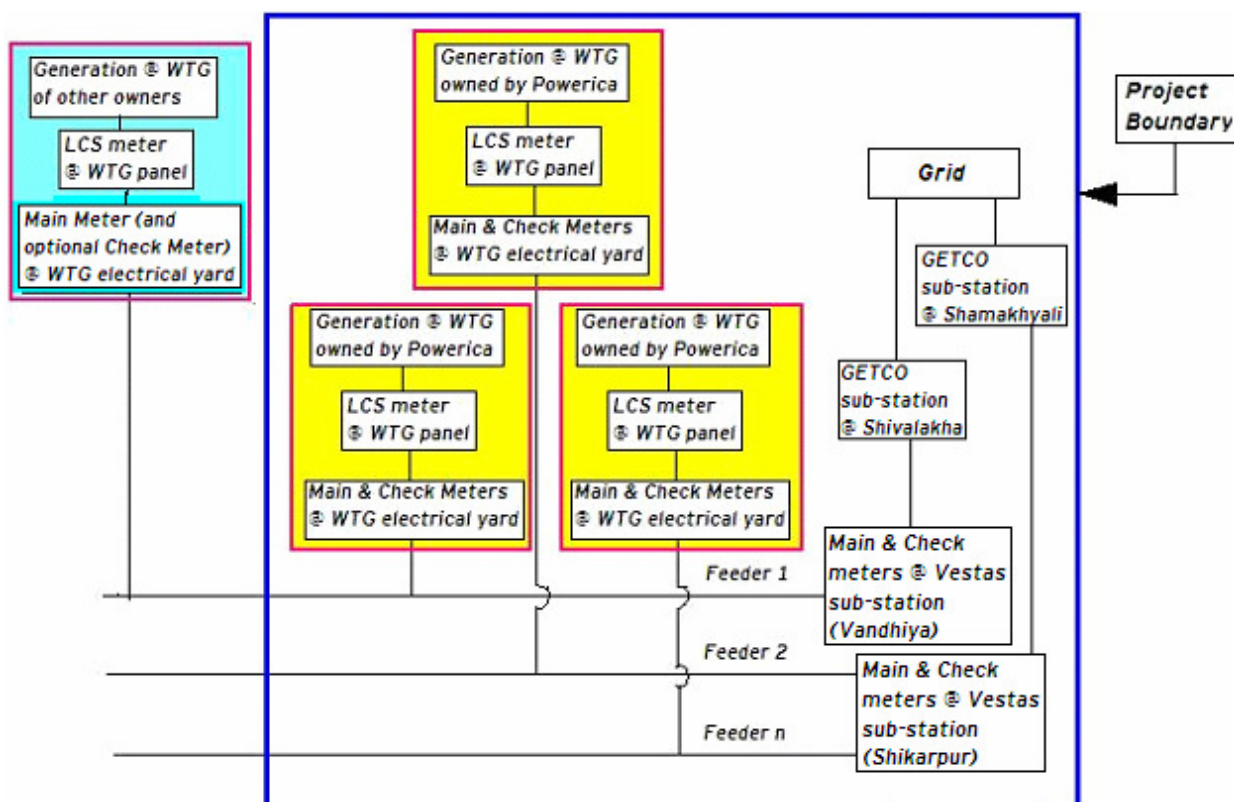 Generation @ WTG
of other owners
LCS meter
@ WTG panel
Main Meter (and
optional Check Meter)
@ WTG electrical yard
Generation @ WTG
owned by Powerica
LCS meter
@ WTG panel
Main & Check Meters
@ WTG electrical yard
Generation @ WTG
owned by Powerica
LCS meter
@ WTG panel
Main & Check Meters
@ WTG electrical yard
Generation @ WTG
owned by Powerica
LCS meter
@ WTG panel
Main & Check Meters
@ WTG electrical yard
Project
Boundary
Grid
GETCO
sub-station
@ Shamakhyali
GETCO
sub-station
@ Shivalakha
Feeder 1
Main & Check
meters @ Vestas
sub-station
(Vandhiya)
Feeder 2
Main & Check
meters @ Vestas
sub-station
(Shikarpur)
Feeder n